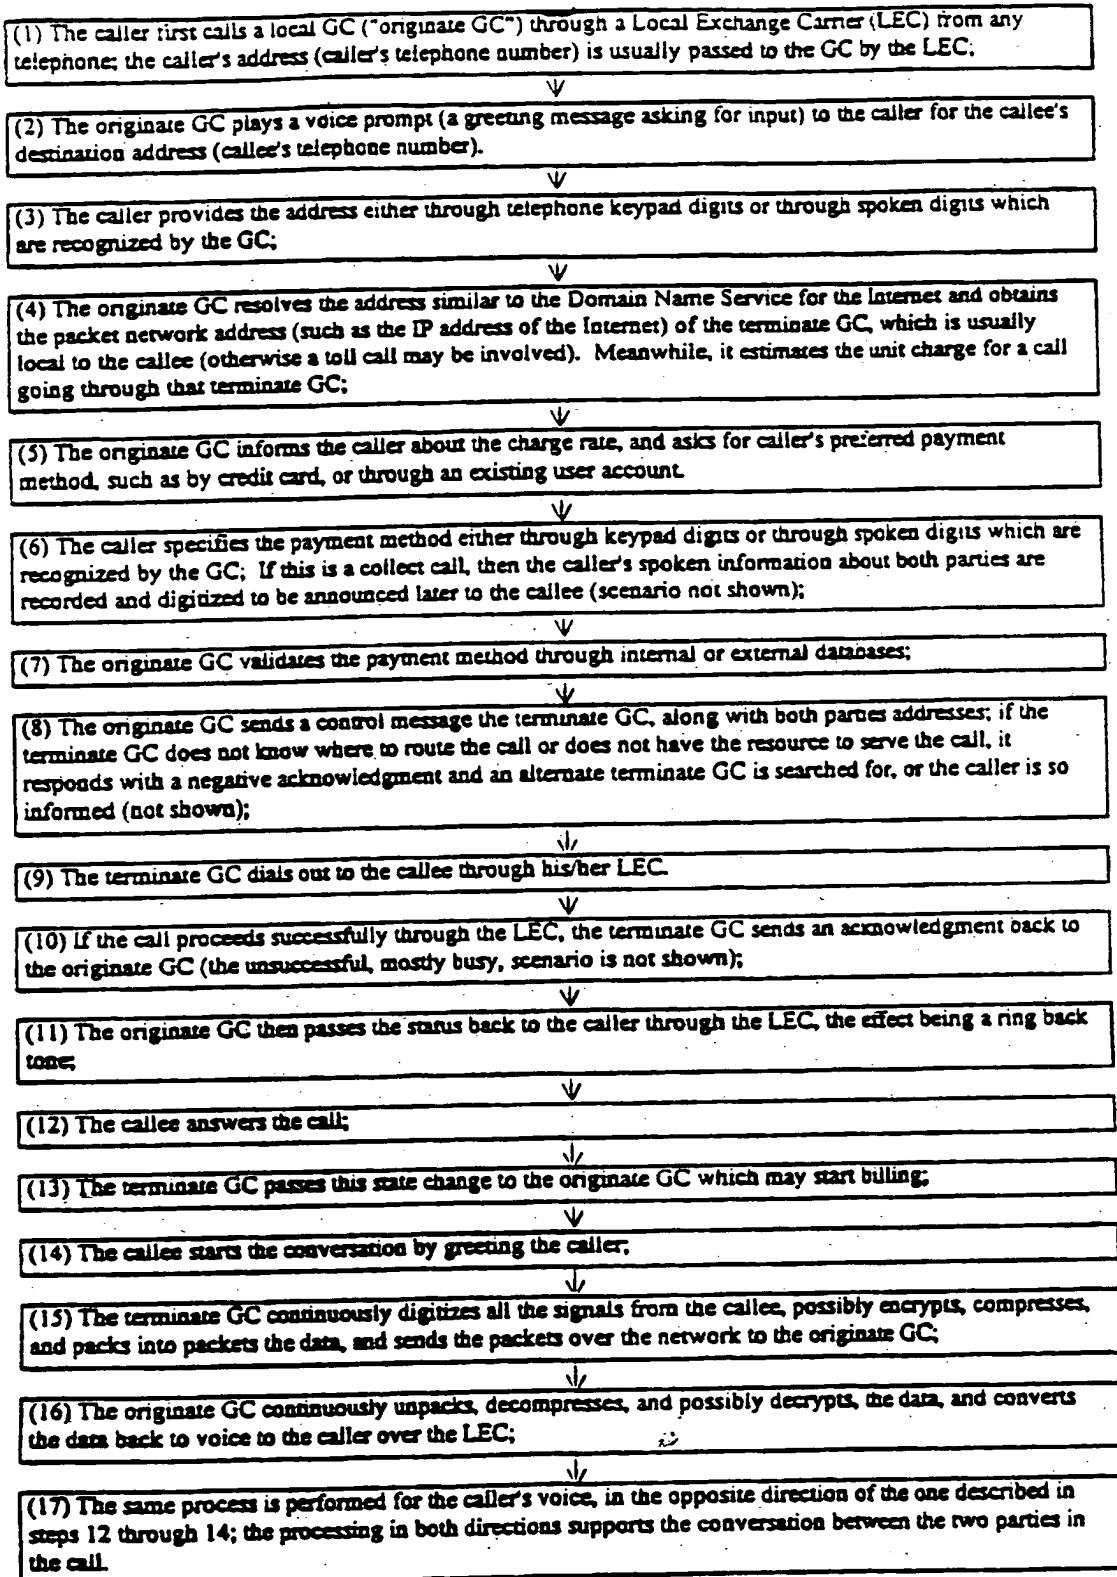 (1) The caller first calls a local GC ("originate GC") through a Local Exchange Carrier (LEC) from any
telephone; the caller's address (caller's telephone number) is usually passed to the GC by the LEC;
(2) The originate GC plays a voice prompt (a greeting message asking for input) to the caller for the callee's
destination address (callee's telephone number).
(3) The caller provides the address either through telephone keypad digits or through spoken digits which
are recognized by the GC;
(4) The originate GC resolves the address similar to the Domain Name Service for the Internet and obtains
the packet network address (such as the IP address of the Internet) of the terminate GC, which is usually
local to the callee (otherwise a toll call may be involved). Meanwhile, it estimates the unit charge for a call
going through that terminate GC;
(5) The originate GC informs the caller about the charge rate, and asks for caller's preferred payment
method, such as by credit card, or through an existing user account.
(6) The caller specifies the payment method either through keypad digits or through spoken digits which are
recognized by the GC; If this is a collect call, then the caller's spoken information about both parties are
recorded and digitized to be announced later to the callee (scenario not shown);
(7) The originate GC validates the payment method through internal or external databases;
(8) The originate GC sends a control message the terminate GC, along with both parties addresses; if the
terminate GC does not know where to route the call or does not have the resource to serve the call, it
responds with a negative acknowledgment and an alternate terminate GC is searched for, or the caller is so
informed (not shown);
(9) The terminate GC dials out to the callee through his/her LEC.
(10) If the call proceeds successfully through the LEC, the terminate GC sends an acknowledgment back to
the originate GC (the unsuccessful, mostly busy, scenario is not shown);
(11) The originate GC then passes the status back to the caller through the LEC, the effect being a ring back
tone;
(12) The callee answers the call;
(13) The terminate GC passes this state change to the originate GC which may start billing;
(14) The callee starts the conversation by greeting the caller;
(15) The terminate GC continuously digitizes all the signals from the callee, possibly encrypts, compresses,
and packs into packets the data, and sends the packets over the network to the originate GC;
(16) The originate GC continuously unpacks, decompresses, and possibly decrypts, the data, and converts
the data back to voice to the caller over the LEC;
(17) The same process is performed for the caller's voice, in the opposite direction of the one described in
steps 12 through 14; the processing in both directions supports the conversation between the two parties in
the call.